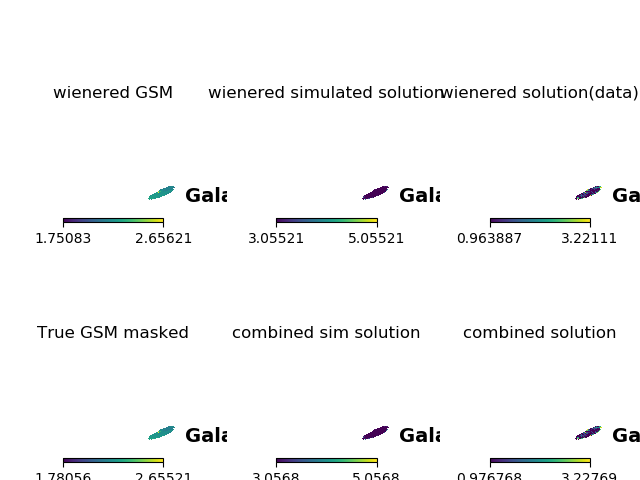 wienered GSM wienered simulated solution wienered solution(data)
Gala Gala Ga
1.75083 2.65621 3.05521 5.05521 0.963887 3.22111
True GSM masked combined sim solution combined solution
Gala Gala Ga
1.78056 2.65521 3.0568 5.0568 0.976768 3.22769